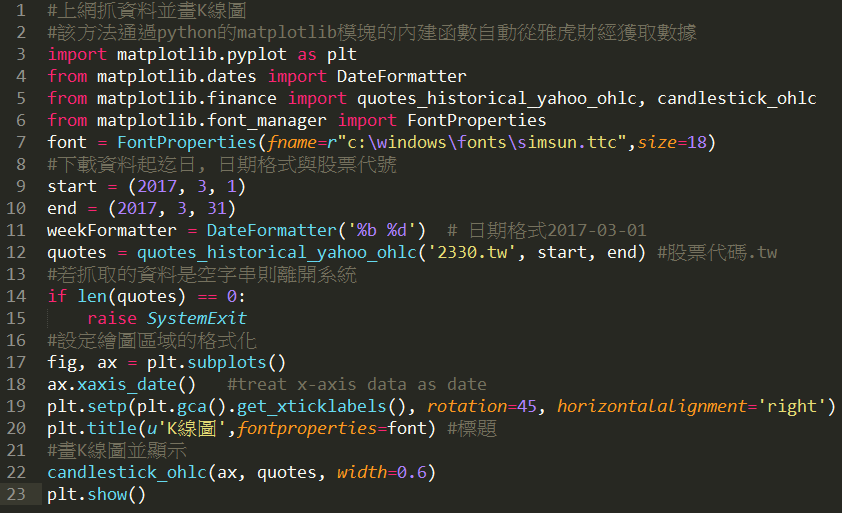 1 #上網抓資料並畫K線圖
2 #該方法通過python的matplotlib模塊的內建函數自動從雅虎財經獲取數據
3 import matplotlib.pyplot as plt
4 from matplotlib.dates import DateFormatter
5 from matplotlib.finance import quotes_historical_yahoo_ohlc, candlestick_ohlc
6 from matplotlib.font_manager import FontProperties
7 font = FontProperties(fname=r"c:\windows\fonts\simsun.ttc",size=18)
8 #下載資料起迄日, 日期格式與股票代號
9 start = (2017, 3, 1)
10 end = (2017, 3, 31)
11 weekFormatter = DateFormatter('%b %d')  # 日期格式2017-03-01
12 quotes = quotes_historical_yahoo_ohlc('2330.tw', start, end) #股票代碼.tw
13 #若抓取的資料是空字串則離開系統
14 if len(quotes) == 0:
15     raise SystemExit
16 #設定繪圖區域的格式化
17 fig, ax = plt.subplots()
18 ax.xaxis_date()   #treat x-axis data as date
19 plt.setp(plt.gca().get_xticklabels(), rotation=45, horizontalalignment='right')
20 plt.title(u'K線圖',fontproperties=font) #標題
21 #畫K線圖並顯示
22 candlestick_ohlc(ax, quotes, width=0.6)
23 plt.show()